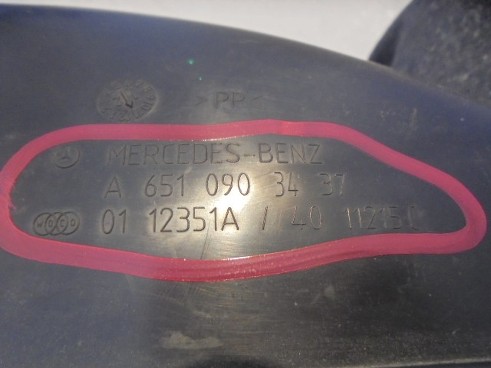 >PP<
MERCEDES-BENZ
A 651 090 34 37
01 12351A / 40